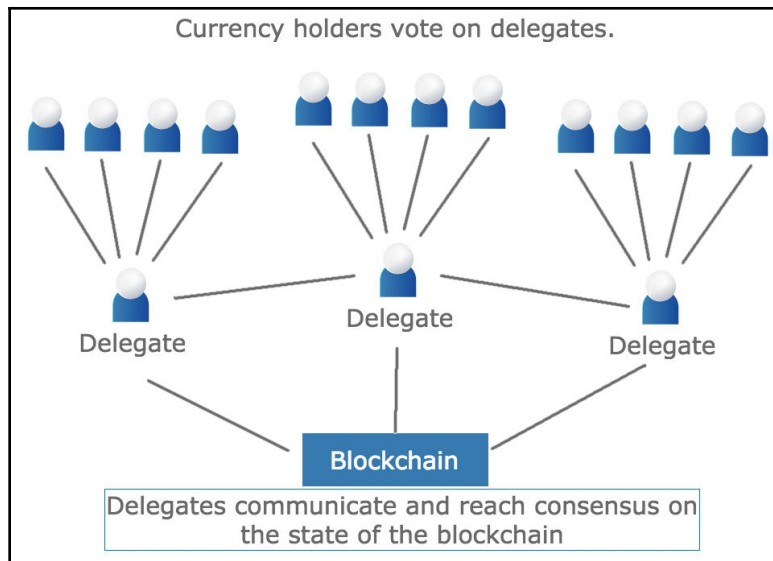 Currency holders vote on delegates.
Delegate
Delegate
Delegate
Blockchain
Delegates communicate and reach consensus on
the state of the blockchain